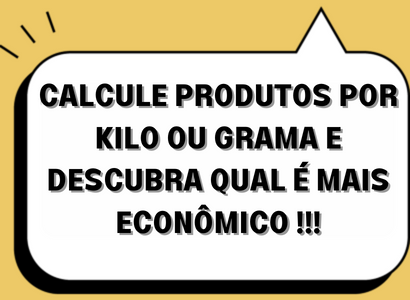 CALCULE PRODUTOS POR
KILO OU GRAMA E
DESCUBRA QUAL É MAIS
ECONÔMICO !!!